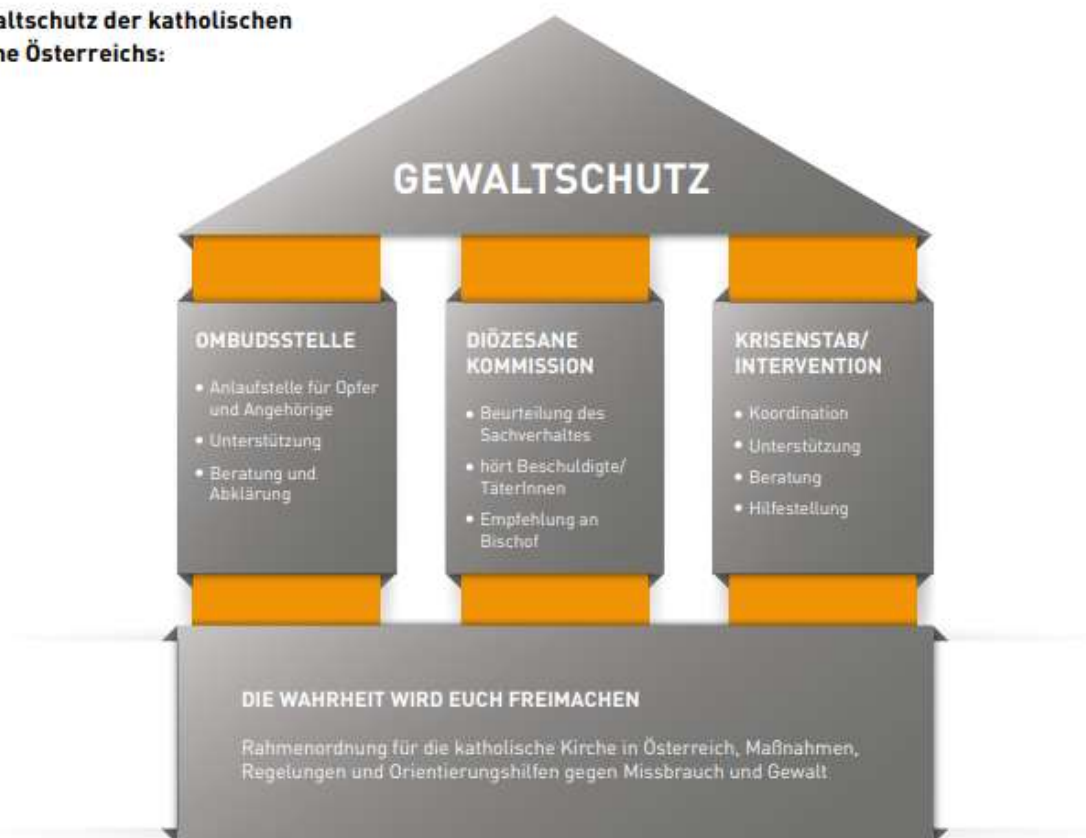 altschutz der katholischen
ne Österreichs:
GEWALTSCHUTZ
OMBUDSSTELLE
• Anlaufstelle für Opfer
und Angehörige
• Unterstützung
• Beratung und
Abklärung
DIÖZESANE
KOMMISSION
• Beurteilung des
Sachverhaltes
• hört Beschuldigte/
TäterInnen
• Empfehlung an
Bischof
KRISENSTAB/
INTERVENTION
• Koordination
• Unterstützung
• Beratung
• Hilfestellung
DIE WAHRHEIT WIRD EUCH FREIMACHEN
Rahmenordnung für die katholische Kirche in Österreich, Maßnahmen,
Regelungen und Orientierungshilfen gegen Missbrauch und Gewalt